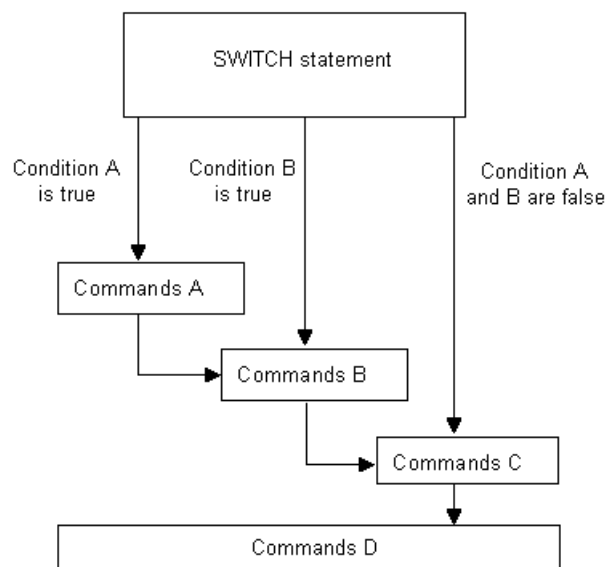 SWITCH statement
Condition A
is true
Condition B
is true
Condition A
and B are false
Commands A
Commands B
Commands C
Commands D